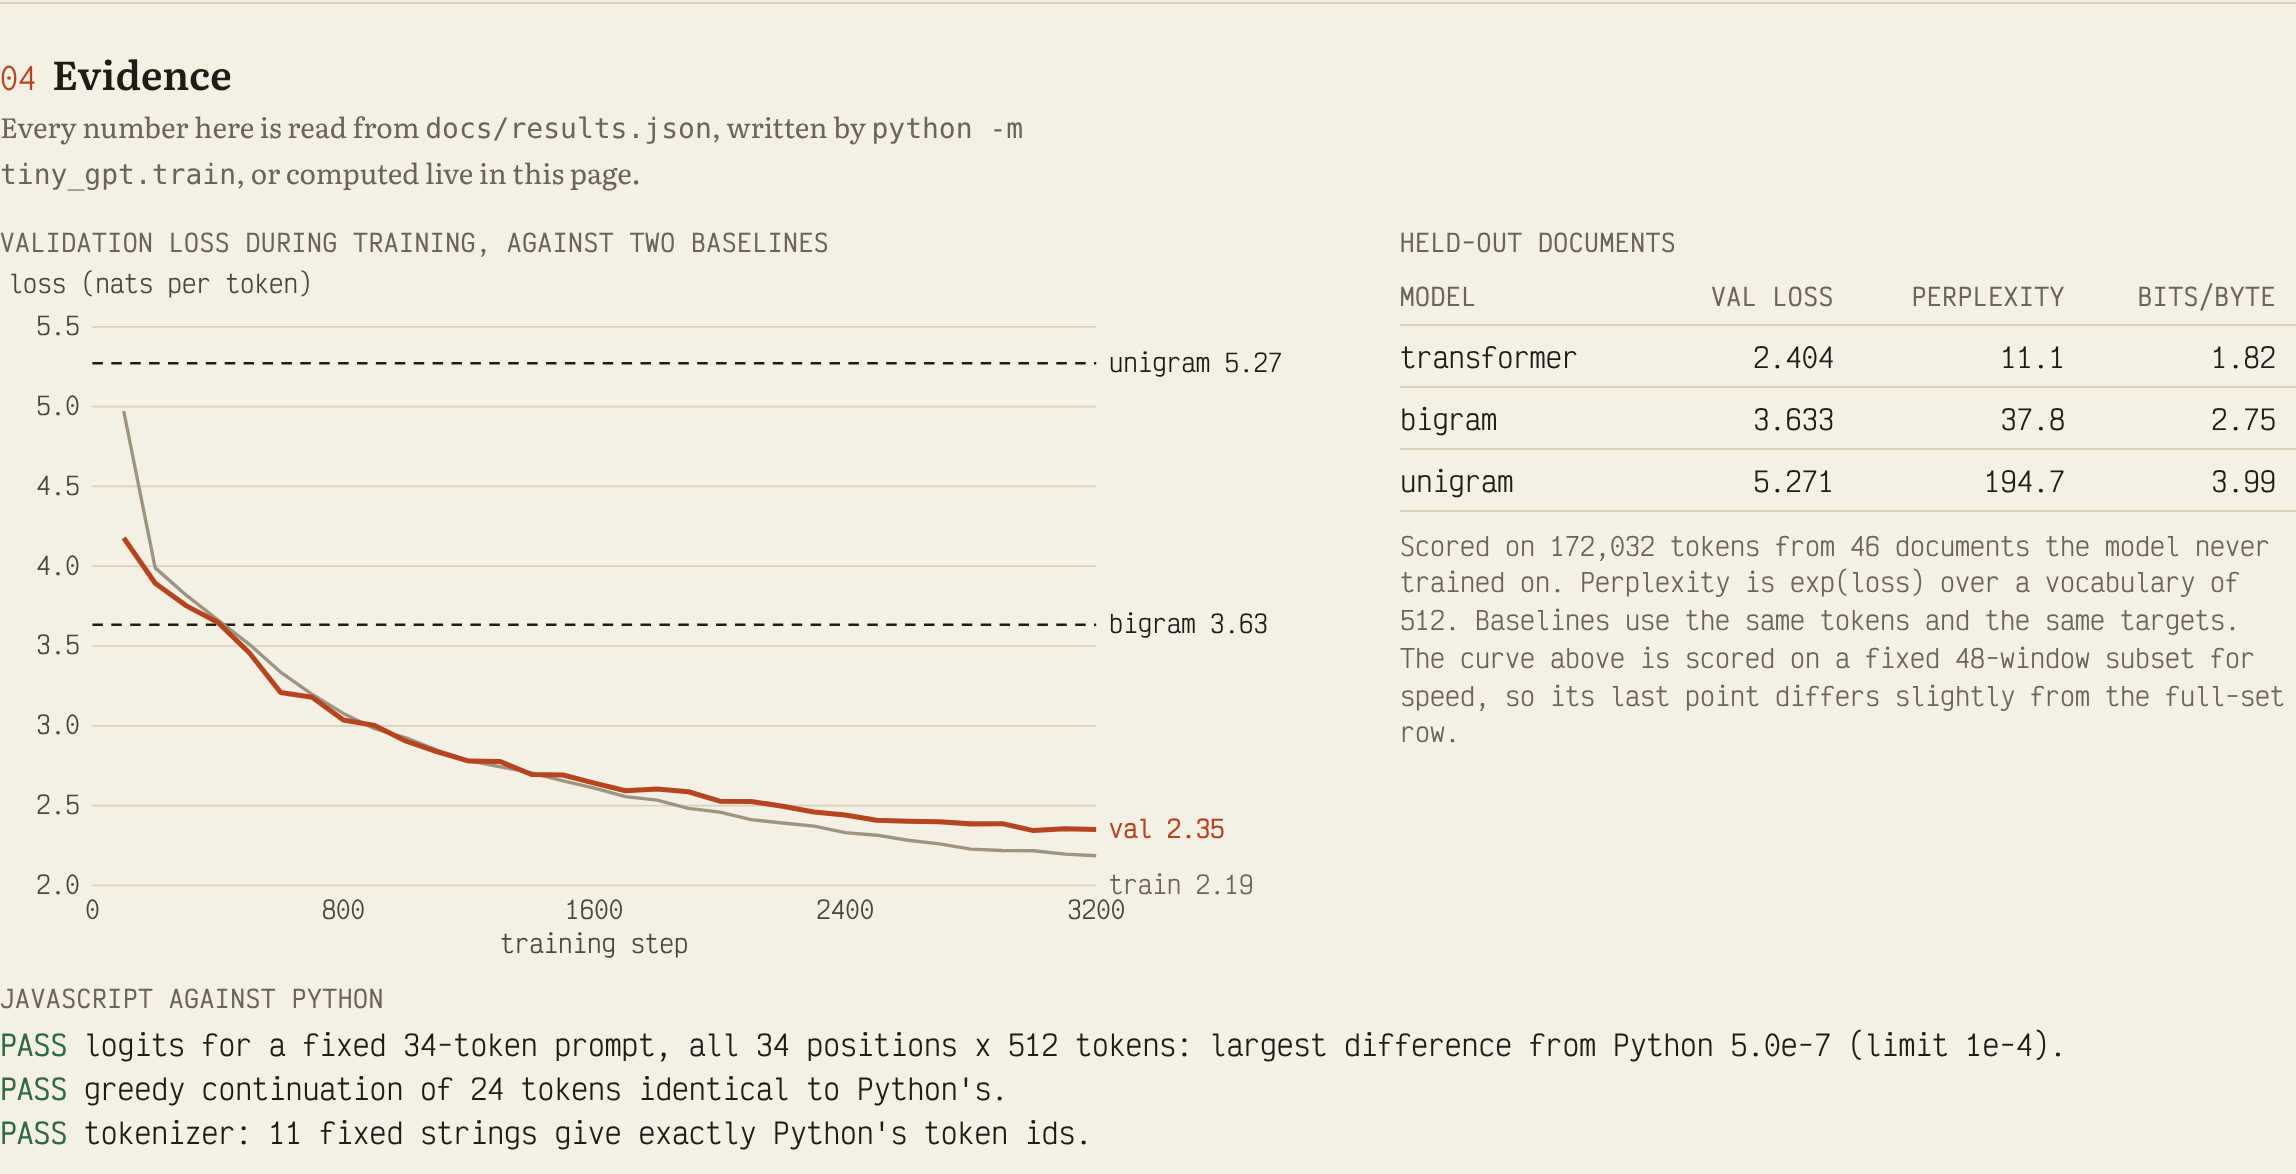 04 Evidence
Every number here is read from docs/results.json, written by python -m
tiny_gpt.train, or computed live in this page.
VALIDATION LOSS DURING TRAINING, AGAINST TWO BASELINES
loss (nats per token)
5.5
unigram 5.27
5.0
4.5
4.0
bigram 3.63
3.5
3.0
2.5
val 2.35
2.0
train 2.19
0 800 1600 2400 3200
training step
HELD-OUT DOCUMENTS
MODEL VAL LOSS PERPLEXITY BITS/BYTE
transformer 2.404 11.1 1.82
bigram 3.633 37.8 2.75
unigram 5.271 194.7 3.99
Scored on 172,032 tokens from 46 documents the model never
trained on. Perplexity is exp(loss) over a vocabulary of
512. Baselines use the same tokens and the same targets.
The curve above is scored on a fixed 48-window subset for
speed, so its last point differs slightly from the full-set
row.
JAVASCRIPT AGAINST PYTHON
PASS logits for a fixed 34-token prompt, all 34 positions x 512 tokens: largest difference from Python 5.0e-7 (limit 1e-4).
PASS greedy continuation of 24 tokens identical to Python's.
PASS tokenizer: 11 fixed strings give exactly Python's token ids.